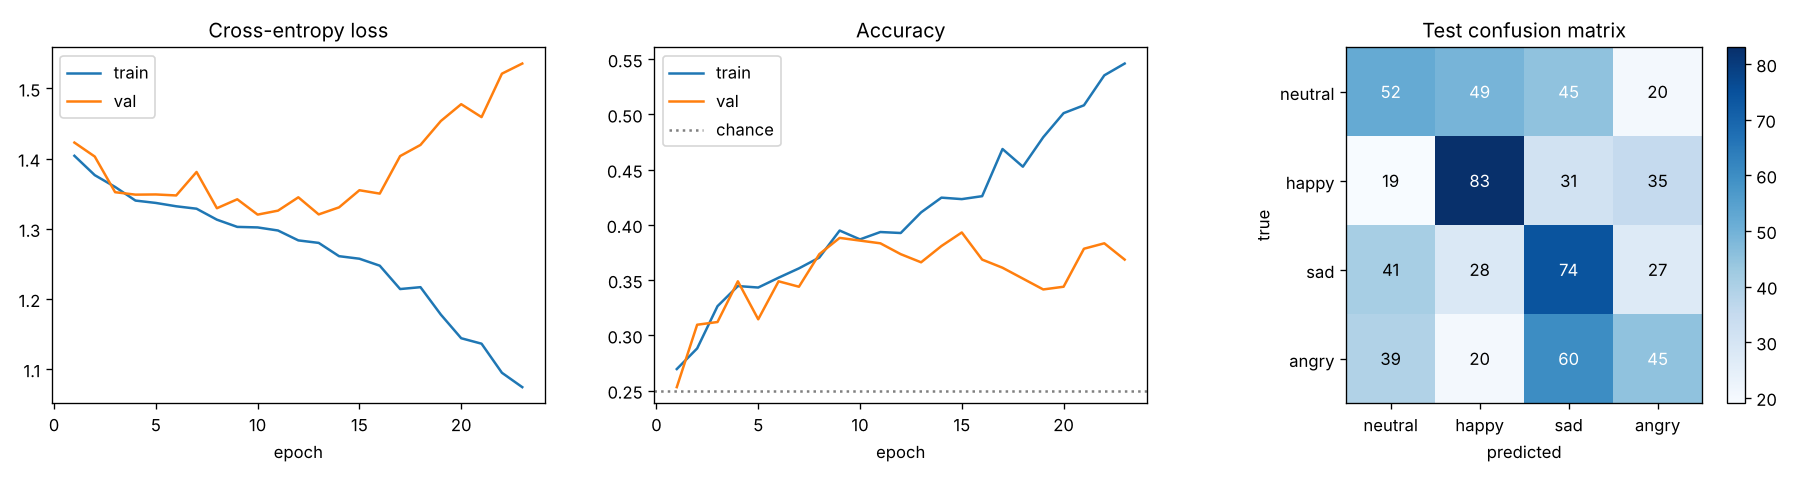 Cross-entropy loss
train
val
1.5
1.4
1.3
1.2
1.1
0 5 10 15 20
epoch
Accuracy
train
val
chance
0.55
0.50
0.45
0.40
0.35
0.30
0.25
0 5 10 15 20
epoch
Test confusion matrix
true
neutral 52 49 45 20
happy 19 83 31 35
sad 41 28 74 27
angry 39 20 60 45
neutral happy sad angry
predicted
80
70
60
50
40
30
20